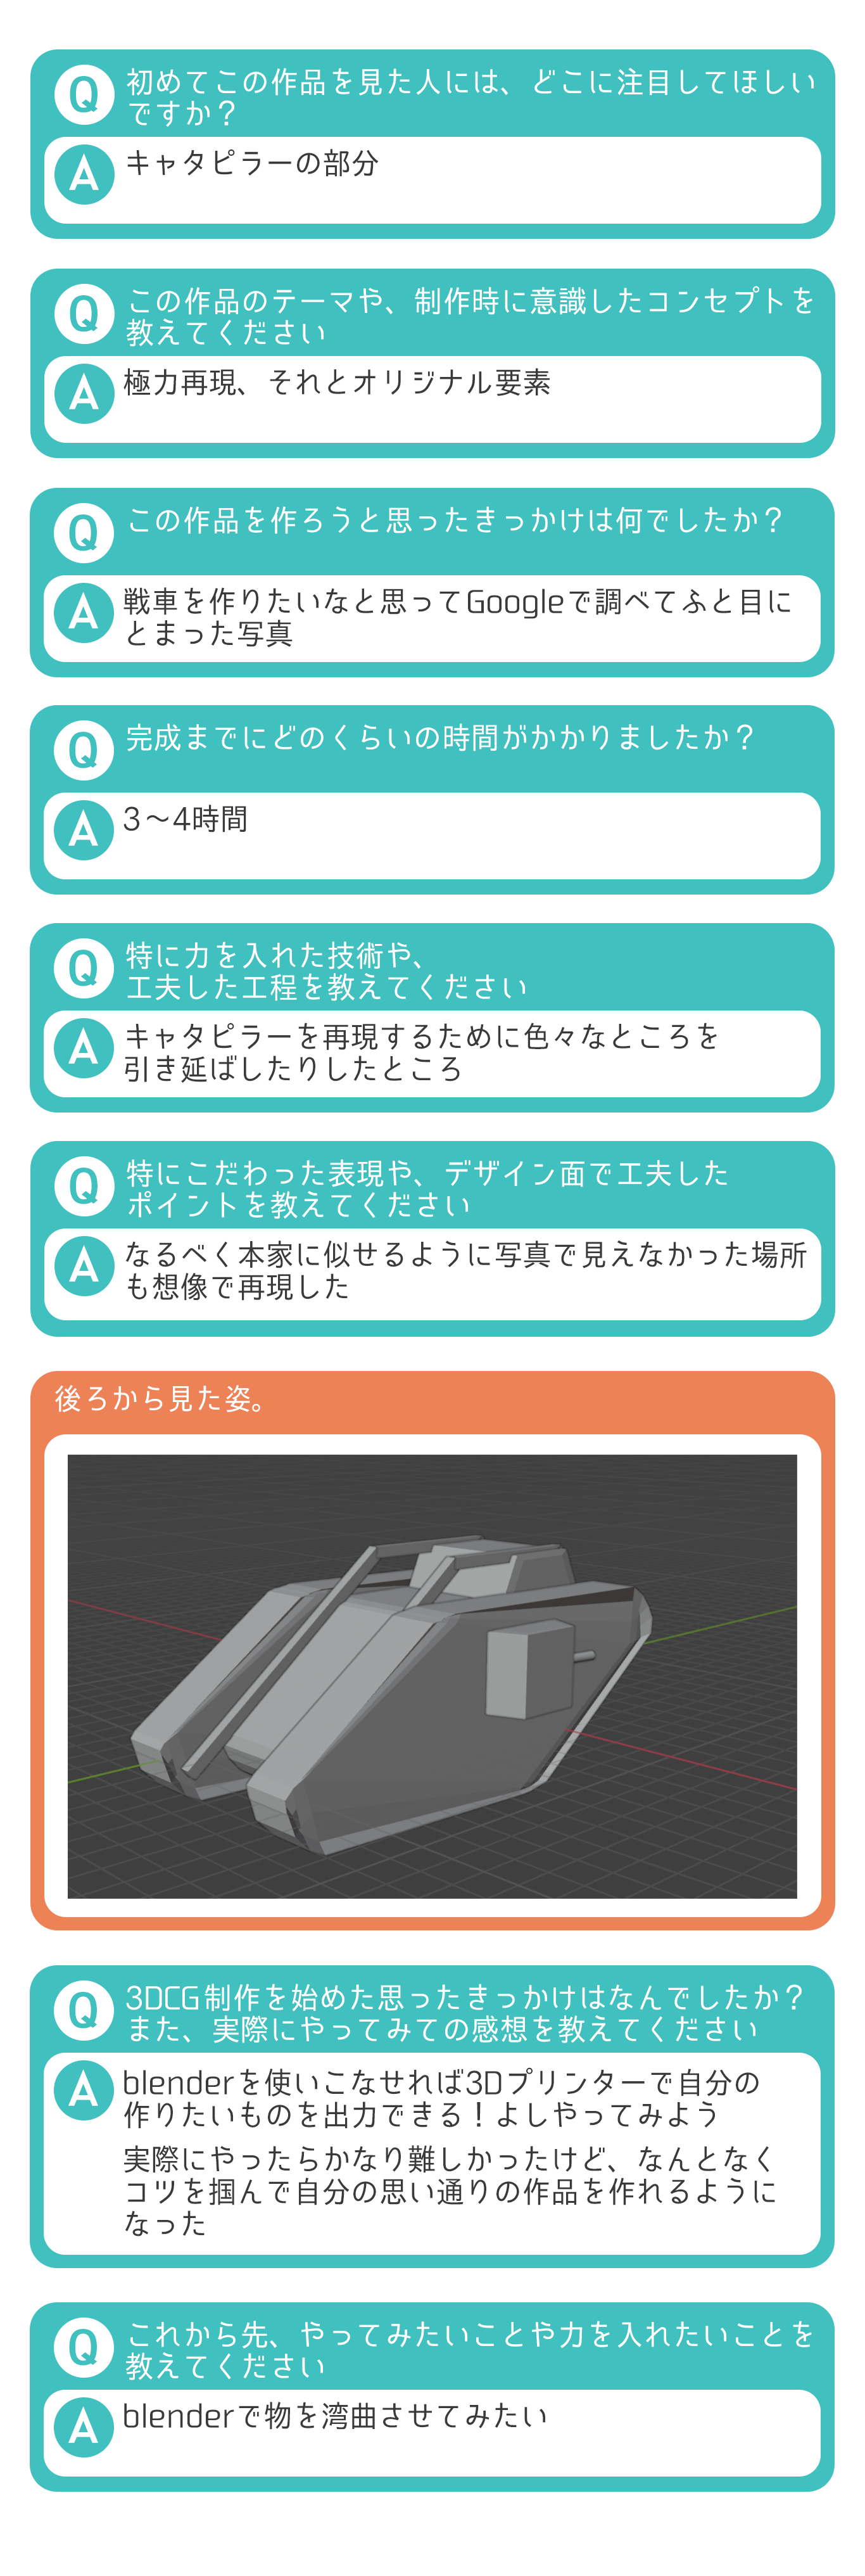 Q 初めてこの作品を見た人には、どこに注目してほしい
ですか？
A キャタピラーの部分
Q この作品のテーマや、制作時に意識したコンセプトを
教えてください
A 極力再現、それとオリジナル要素
Q この作品を作ろうと思ったきっかけは何でしたか？
A 戦車を作りたいなと思ってGoogleで調べてふと目に
とまった写真
Q 完成までにどのくらいの時間がかかりましたか？
A 3～4時間
Q 特に力を入れた技術や、
工夫した工程を教えてください
A キャタピラーを再現するために色々なところを
引き延ばしたりしたところ
Q 特にこだわった表現や、デザイン面で工夫した
ポイントを教えてください
A なるべく本家に似せるように写真で見えなかった場所
も想像で再現した
後ろから見た姿。
Q 3DCG制作を始めた思ったきっかけはなんでしたか？
また、実際にやってみての感想を教えてください
A blenderを使いこなせれば3Dプリンターで自分の
作りたいものを出力できる！よしやってみよう
実際にやったらかなり難しかったけど、なんとなく
コツを掴んで自分の思い通りの作品を作れるように
なった
Q これから先、やってみたいことや力を入れたいことを
教えてください
A blenderで物を湾曲させてみたい